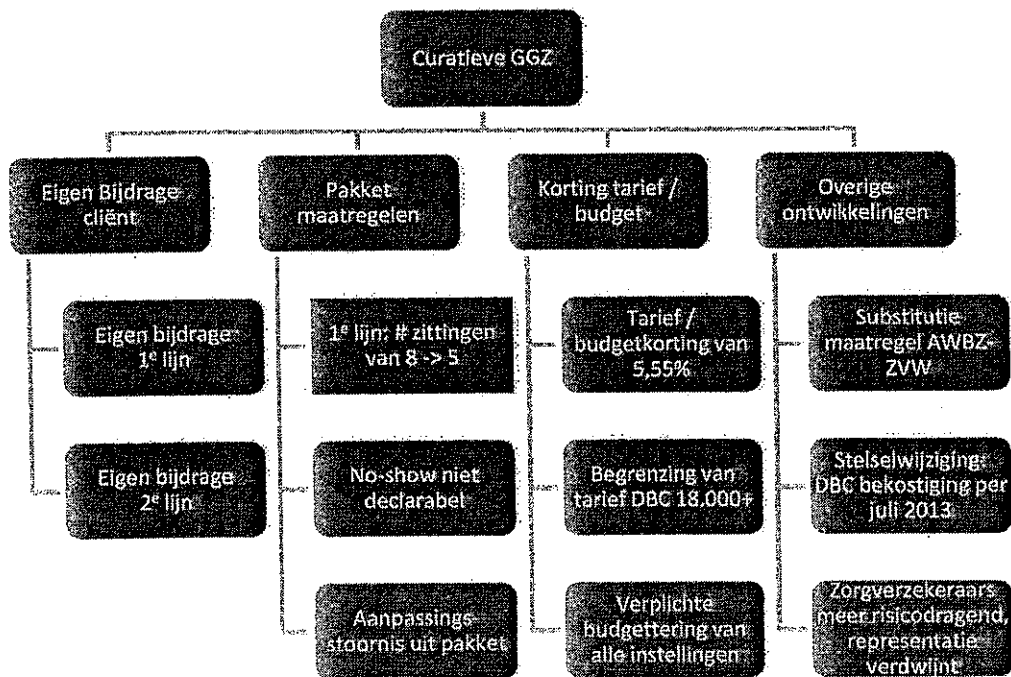 Curatieve GGZ
Eigen Bijdrage
cliënt
Pakket
maatregelen
Korting tarief /
budget
Overige
ontwikkelingen
Eigen bijdrage
1e lijn
1e lijn: # zittingen
van 8 -> 5
Tarief /
budgetkorting van
5,55%
Substitutie
maatregel AWBZ-
ZVW
Eigen bijdrage
2e lijn
No-show niet
declarabel
Begrenzing van
tarief DBC 18.000+
Stelselwijziging:
DBC bekostiging per
juli 2013
Aanpassings-
stoornis uit pakket
Verplichte
budgettering van
alle instellingen
Zorgverzekeraars
meer risicodragend,
representatie
verdwijnt